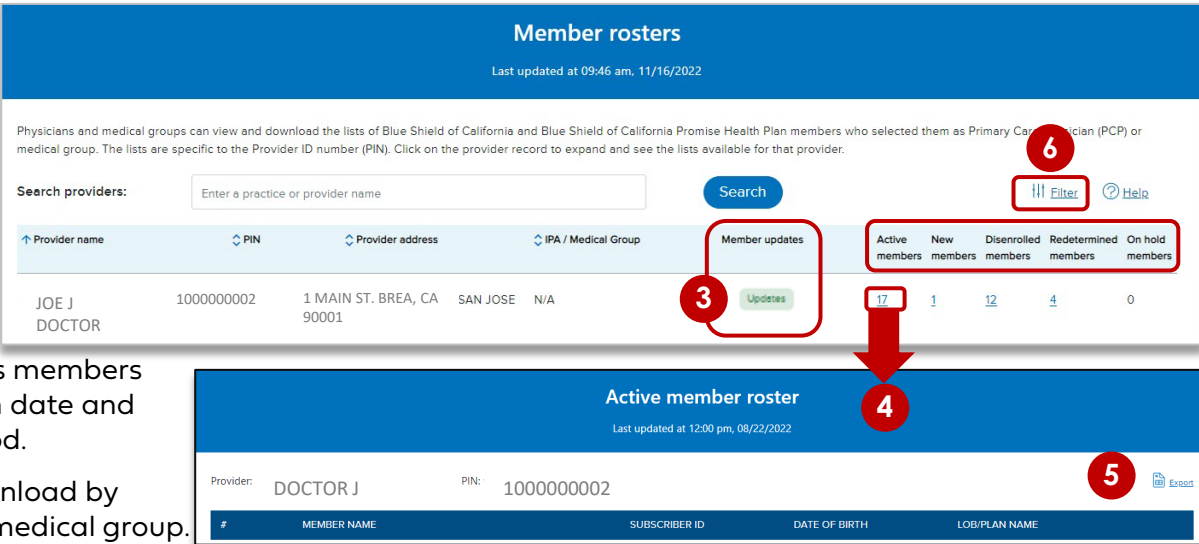 Member rosters
Last updated at 09:46 am, 11/16/2022
Physicians and medical groups can view and download the lists of Blue Shield of California and Blue Shield of California Promise Health Plan members who selected them as Primary Care ician (PCP) or
medical group. The lists are specific to the Provider ID number (PIN). Click on the provider record to expand and see the lists available for that provider.
6
Search providers:
Enter a practice or provider name
Search
Filter
Help
Provider name PIN Provider address IPA / Medical Group Member updates Active members New members Disenrolled members Redetermined members On hold members
JOE J
DOCTOR
1000000002
1 MAIN ST. BREA, CA
90001
SAN JOSE N/A
3
Updates
17 1 12 4 0
s members
date and
od.
nload by
medical group.
4
Active member roster
Last updated at 12:00 pm, 08/22/2022
Provider: DOCTOR J PIN: 1000000002
5
Export
# MEMBER NAME SUBSCRIBER ID DATE OF BIRTH LOB/PLAN NAME